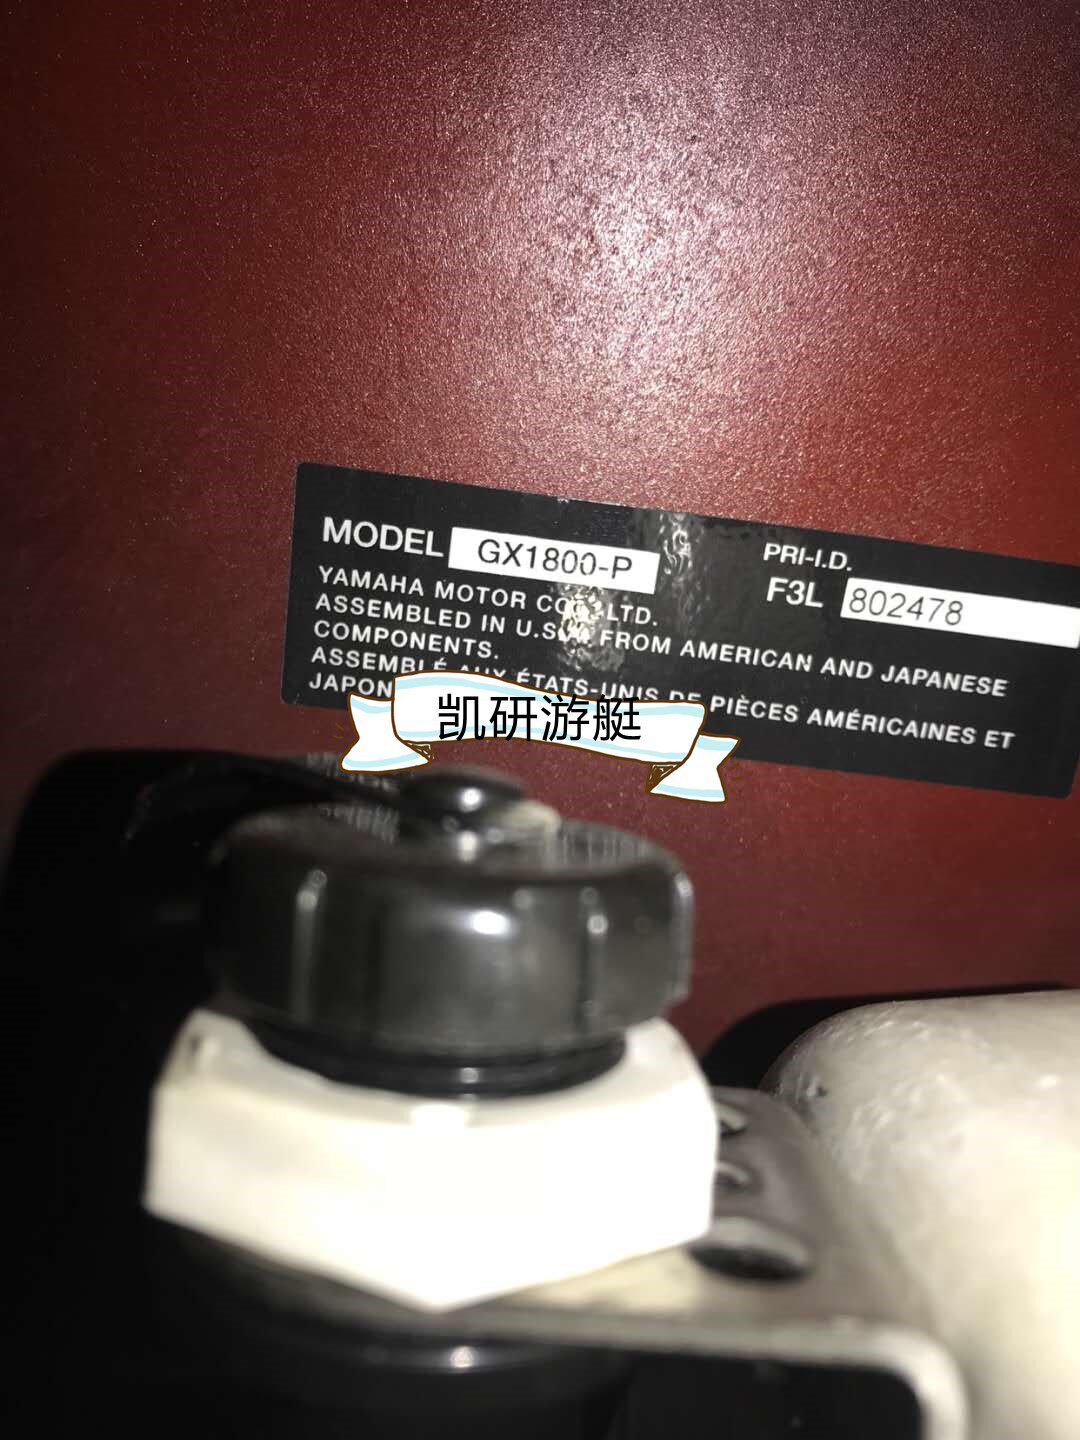 MODEL GX1800-P
PRI-I.D.
F3L 802478
YAMAHA MOTOR CO., LTD.
ASSEMBLED IN U.S.A. FROM AMERICAN AND JAPANESE
COMPONENTS.
ASSEMBLÉ AUX ÉTATS-UNIS DE PIÈCES AMÉRICAINES ET
JAPON
凯研游艇